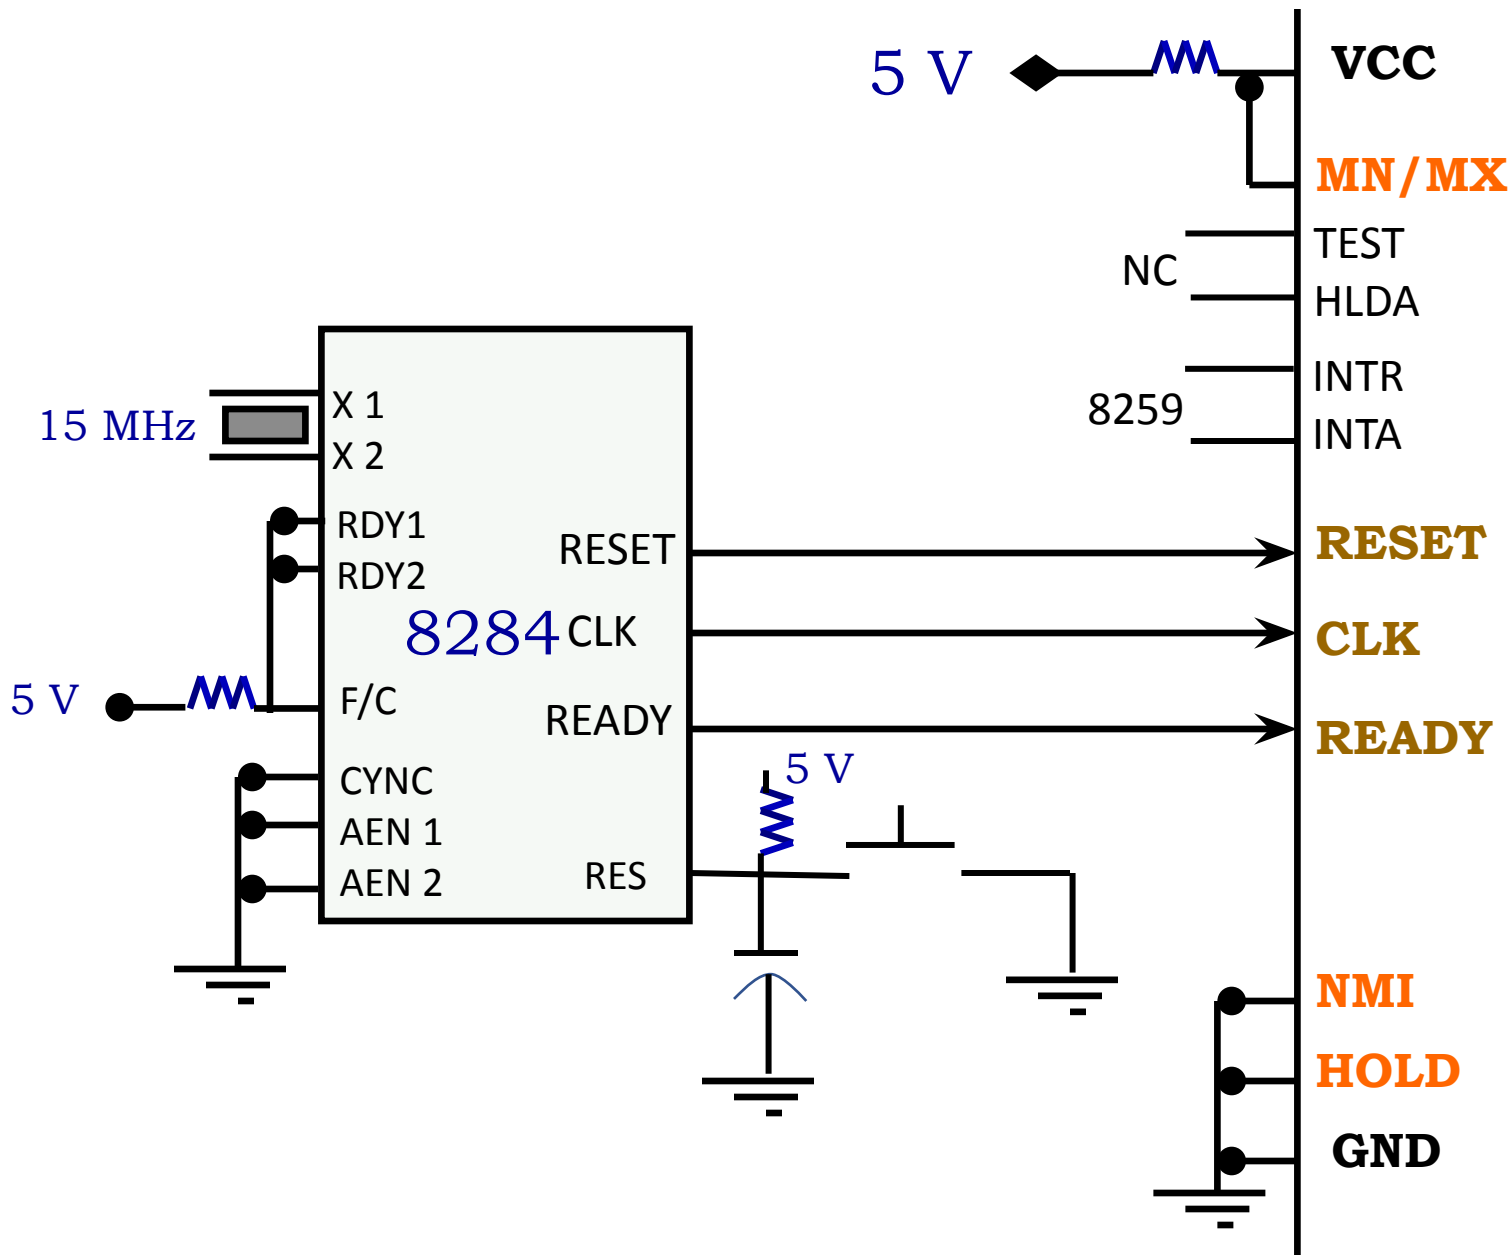 5 V
VCC
MN/MX
TEST
NC
HLDA
INTR
8259
INTA
15 MHz
X 1
X 2
RDY1
RDY2
RESET
RESET
8284
CLK
CLK
5 V
F/C
READY
READY
5 V
CYNC
AEN 1
AEN 2
RES
NMI
HOLD
GND